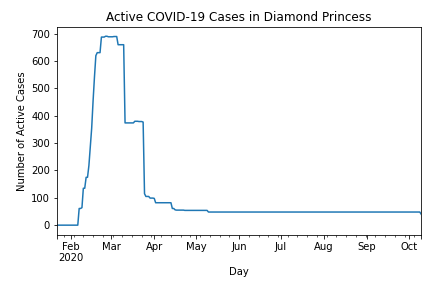 Active COVID-19 Cases in Diamond Princess
700
600
500
400
300
200
100
0
Number of Active Cases
Feb Mar Apr May Jun Jul Aug Sep Oct
2020
Day